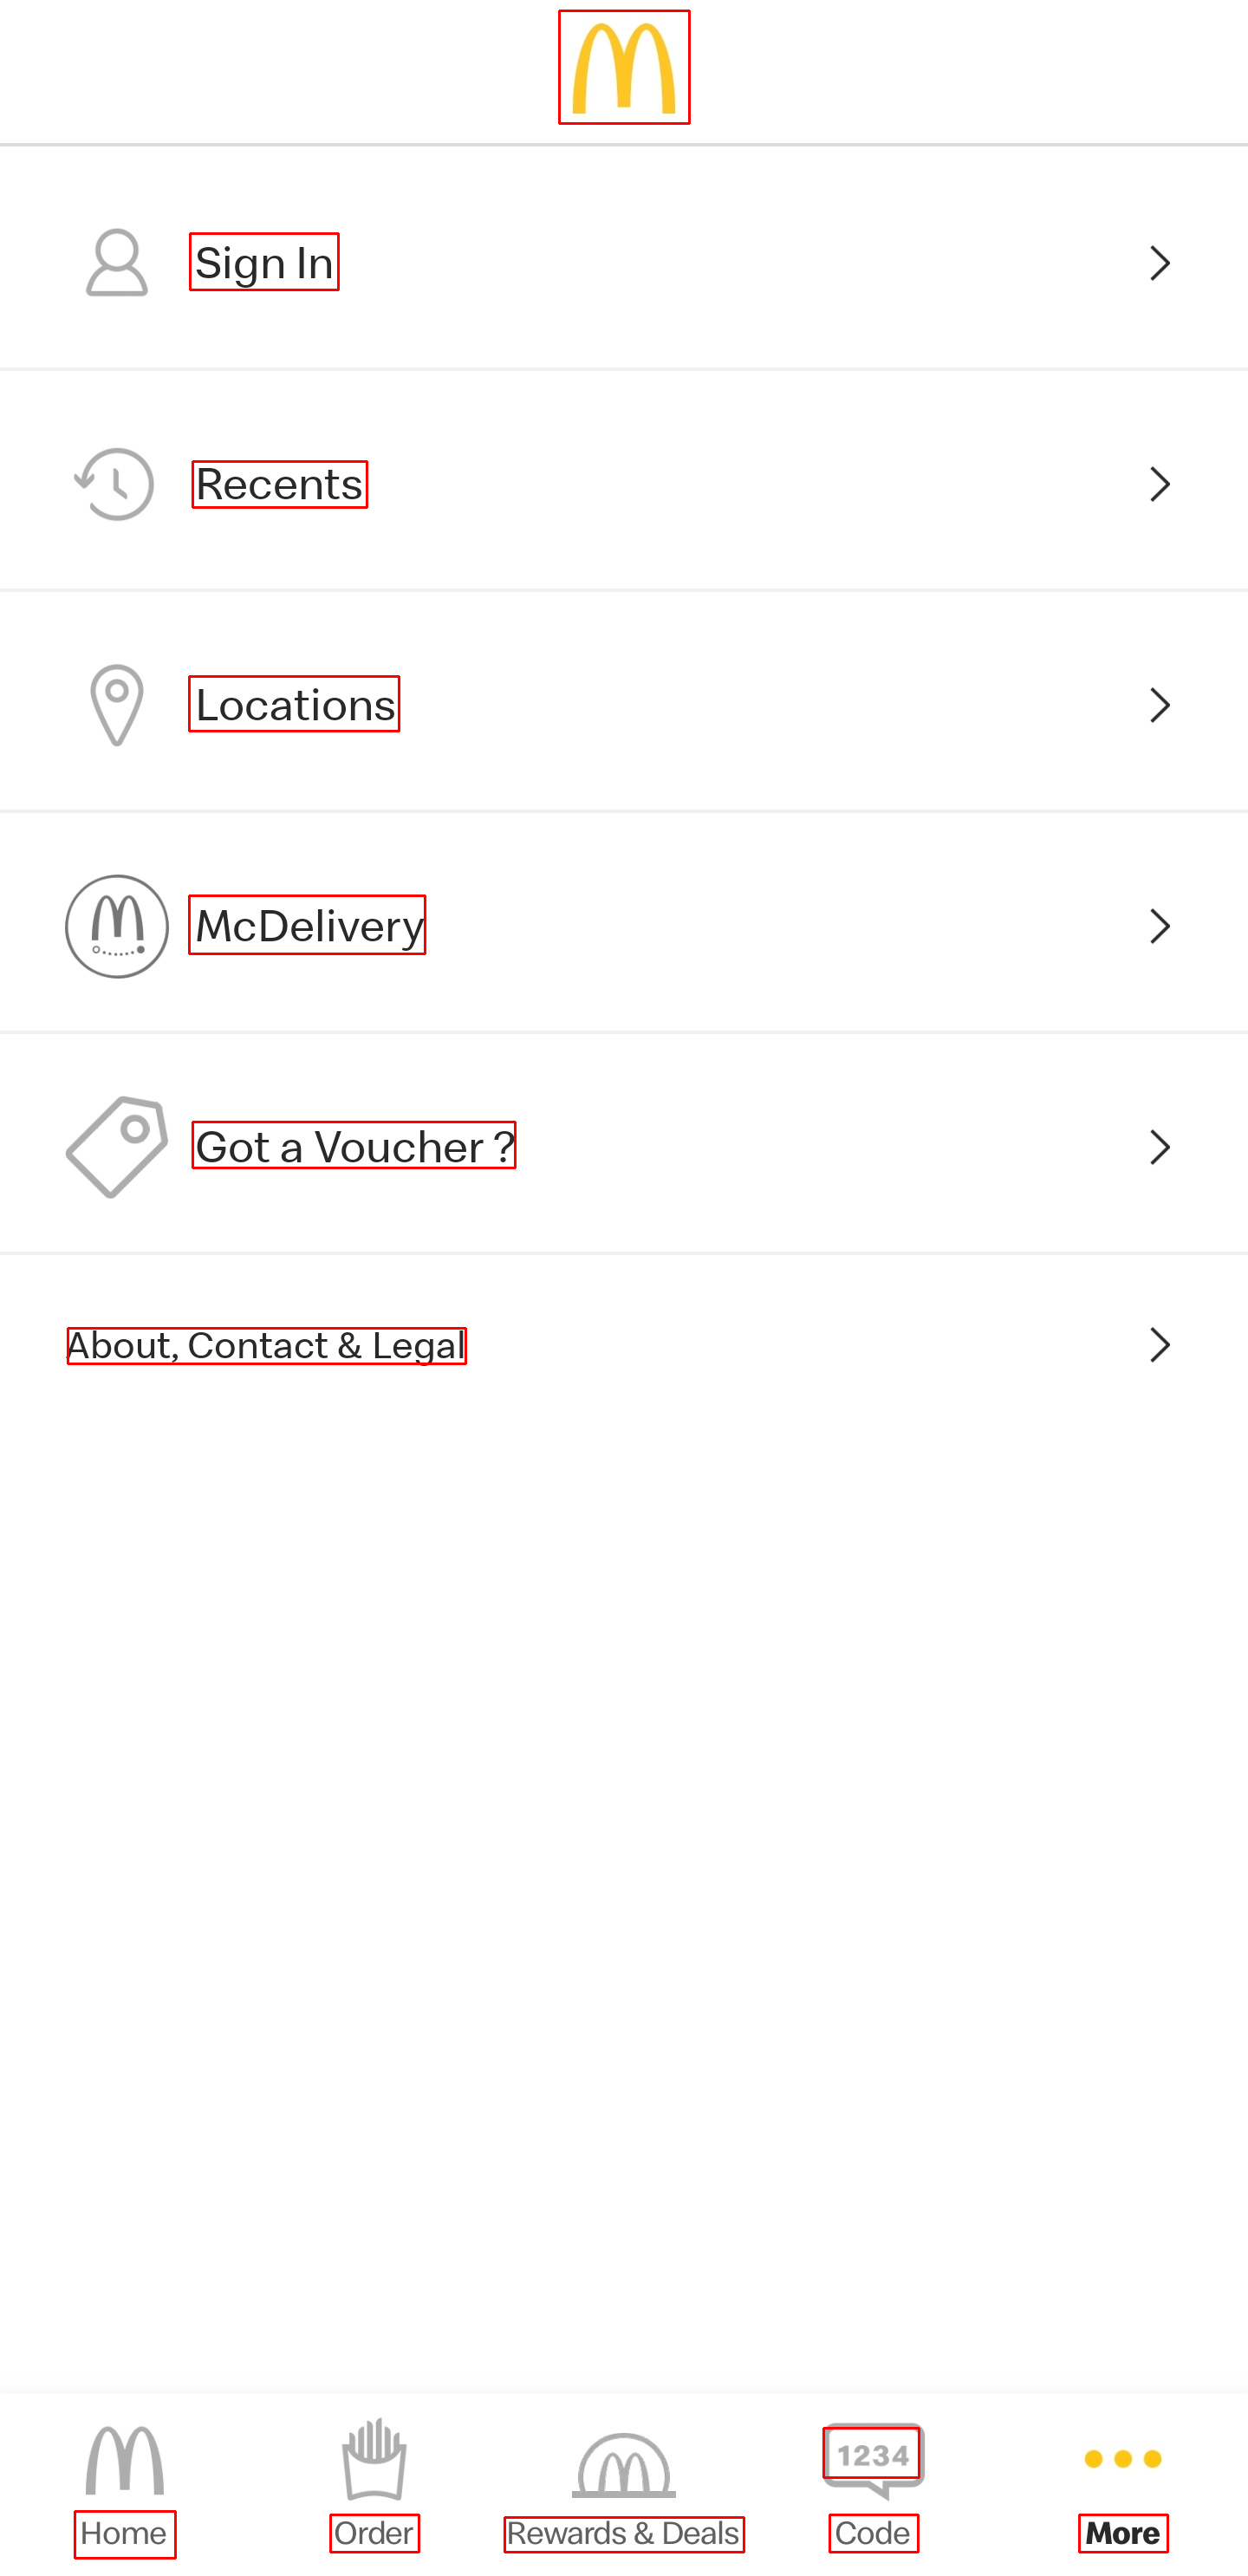 Sign In
Recents
Locations
McDelivery
Got a Voucher ?
About, Contact & Legal
1234
Home
Order
Rewards & Deals
Code
More